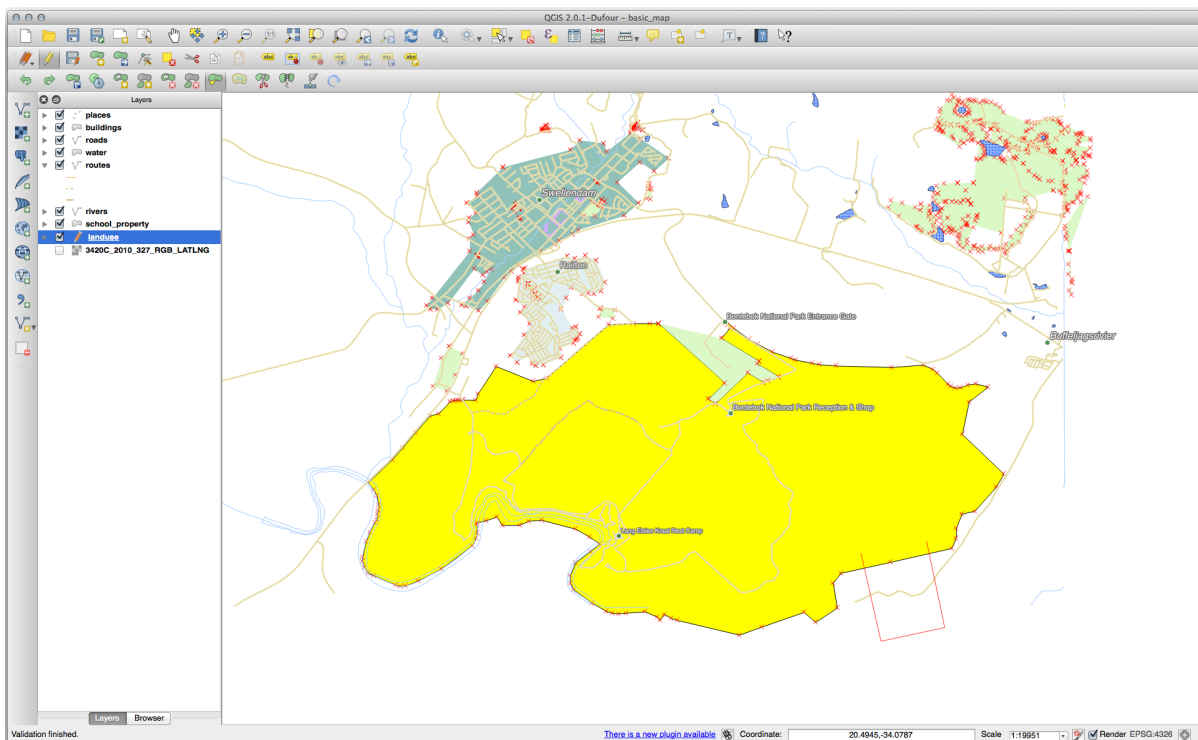 QGIS 2.0.1-Dufour - basic_map
Layers
places
buildings
roads
water
routes
rivers
school_property
landuse
3420C_2010_327_RGB_LATLNG
Swellendam
Railton
Bontebok National Park Entrance Gate
Buffeljagsrivier
Bontebok National Park Reception & Shop
Lang Elsies Kraal Rest Camp
Layers
Browser
Validation finished.
There is a new plugin available
Coordinate:
20.4945,-34.0787
Scale
1:19951
Render
EPSG:4326